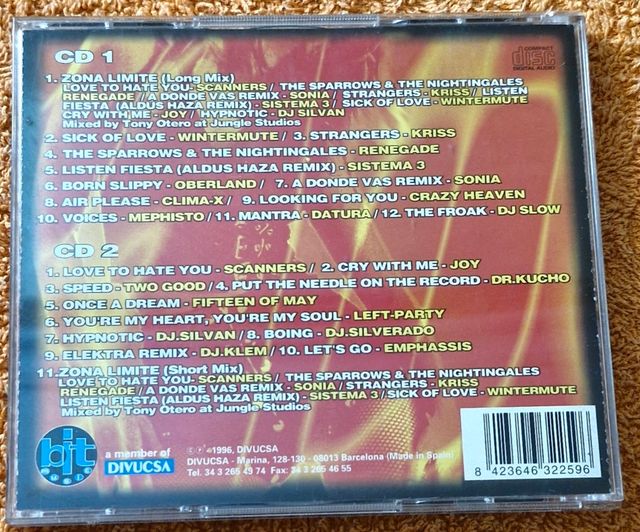 CD 1
COMPACT
disc
DIGITAL AUDIO
1. ZONA LIMITE (Long Mix)
LOVE TO HATE YOU- SCANNERS / THE SPARROWS & THE NIGHTINGALES
RENEGADE / A DONDE VAS REMIX - SONIA / STRANGERS - KRISS / LISTEN
FIESTA (ALDUS HAZA REMIX) - SISTEMA 3 / SICK OF LOVE - WINTERMUTE
CRY WITH ME - JOY / HYPNOTIC - DJ SILVAN
Mixed by Tony Otero at Jungle Studios
2. SICK OF LOVE - WINTERMUTE / 3. STRANGERS - KRISS
4. THE SPARROWS & THE NIGHTINGALES - RENEGADE
5. LISTEN FIESTA (ALDUS HAZA REMIX) - SISTEMA 3
6. BORN SLIPPY - OBERLAND / 7. A DONDE VAS REMIX - SONIA
8. AIR PLEASE - CLIMA-X / 9. LOOKING FOR YOU - CRAZY HEAVEN
10. VOICES - MEPHISTO / 11. MANTRA - DATURA / 12. THE FROAK - DJ SLOW
CD 2
1. LOVE TO HATE YOU - SCANNERS / 2. CRY WITH ME - JOY
3. SPEED - TWO GOOD / 4. PUT THE NEEDLE ON THE RECORD - DR.KUCHO
5. ONCE A DREAM - FIFTEEN OF MAY
6. YOU'RE MY HEART, YOU'RE MY SOUL - LEFT-PARTY
7. HYPNOTIC - DJ.SILVAN / 8. BOING - DJ.SILVERADO
9. ELEKTRA REMIX - DJ.KLEM / 10. LET'S GO - EMPHASSIS
11. ZONA LIMITE (Short Mix)
LOVE TO HATE YOU- SCANNERS / THE SPARROWS & THE NIGHTINGALES
RENEGADE / A DONDE VAS REMIX - SONIA / STRANGERS - KRISS
LISTEN FIESTA (ALDUS HAZA REMIX) - SISTEMA 3 / SICK OF LOVE - WINTERMUTE
Mixed by Tony Otero at Jungle Studios
bit
music
a member of
DIVUCSA
©℗ 1996, DIVUCSA
DIVUCSA - Marina, 128-130 - 08013 Barcelona (Made in Spain)
Tel. 34 3 265 49 74 Fax: 34 3 265 46 55
8 423646 322596